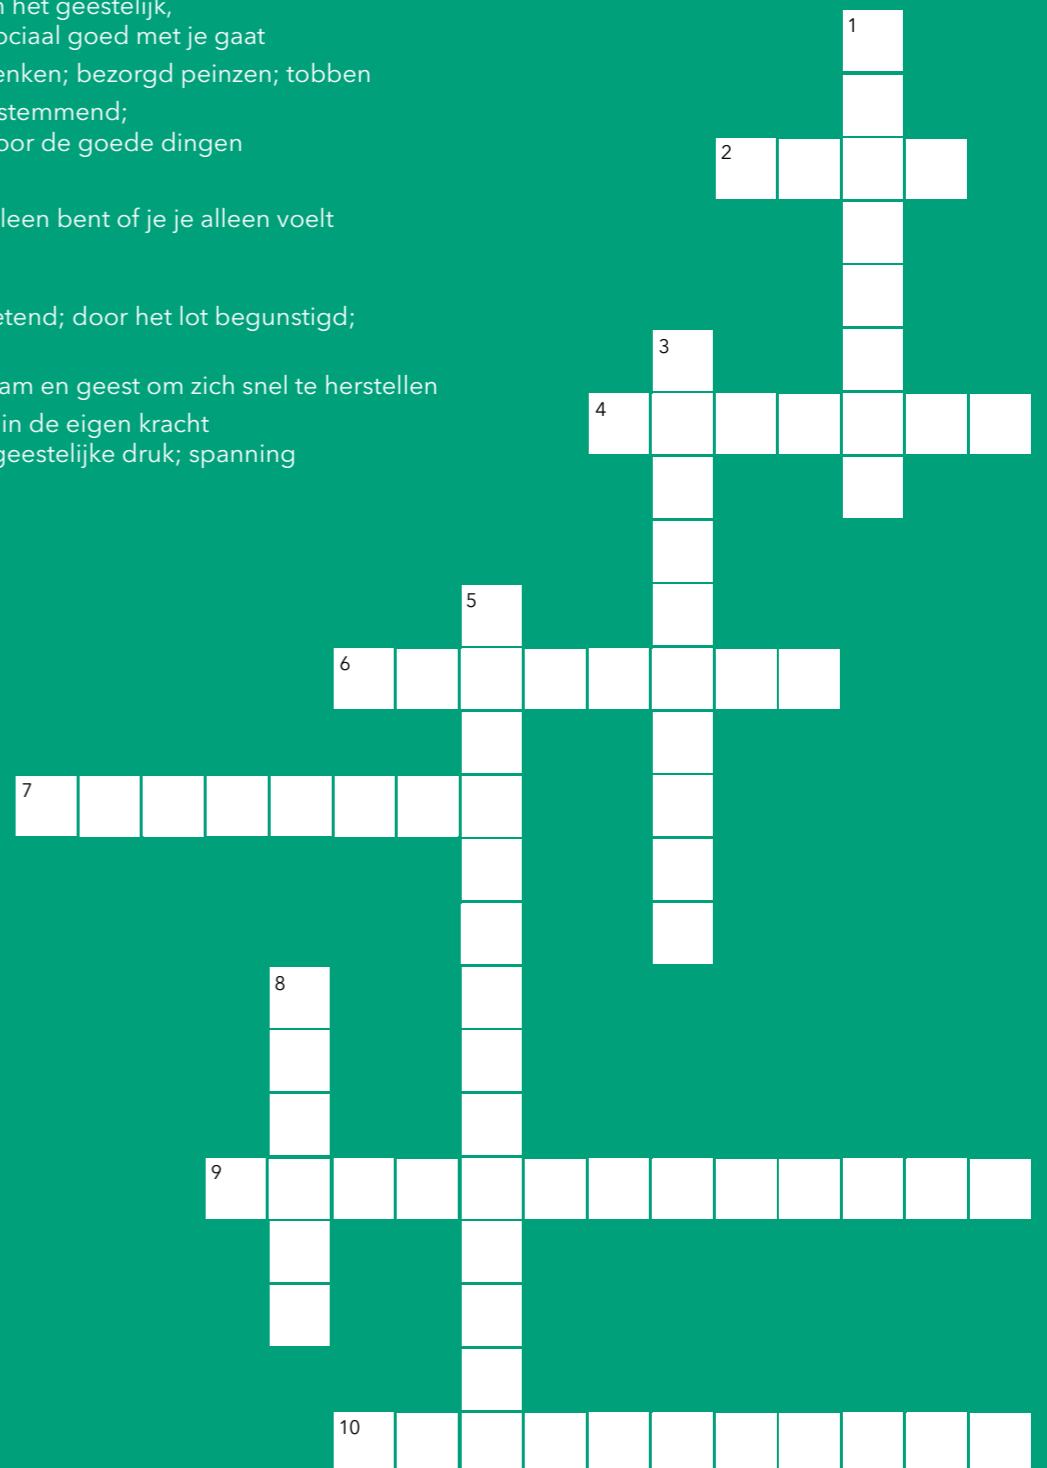 het geestelijk,
ociaal goed met je gaat
enken; bezorgd peinzen; tobben
stemmend;
oor de goede dingen
leen bent of je je alleen voelt
etend; door het lot begunstigd;
am en geest om zich snel te herstellen
in de eigen kracht
geestelijke druk; spanning
1
2
3
4
5
6
7
8
9
10